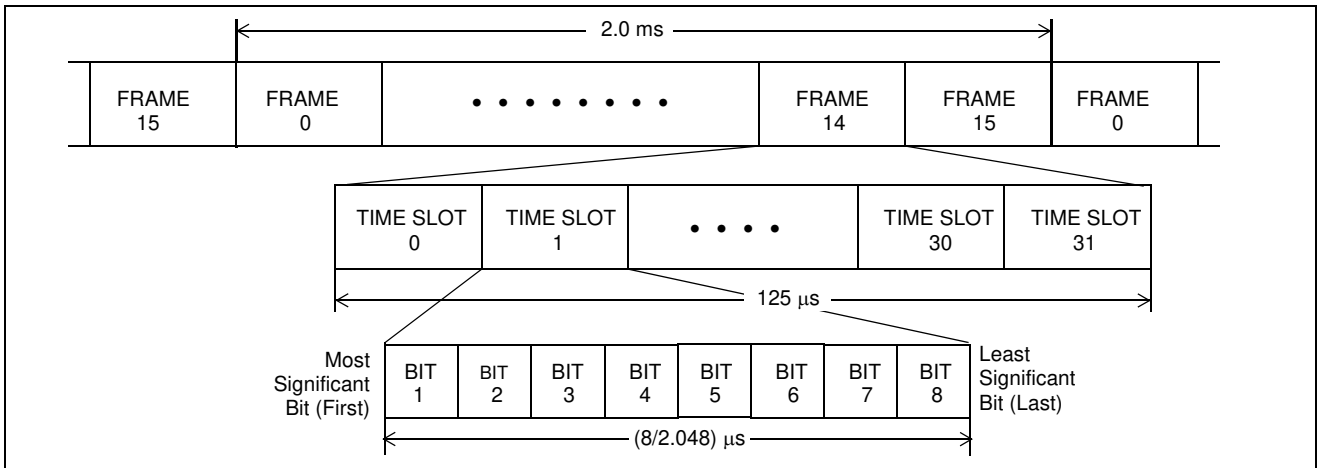 2.0 ms
FRAME 15
FRAME 0
• • • • • • • •
FRAME 14
FRAME 15
FRAME 0
TIME SLOT 0
TIME SLOT 1
• • • •
TIME SLOT 30
TIME SLOT 31
125 µs
Most Significant Bit (First)
BIT 1
BIT 2
BIT 3
BIT 4
BIT 5
BIT 6
BIT 7
BIT 8
Least Significant Bit (Last)
(8/2.048) µs